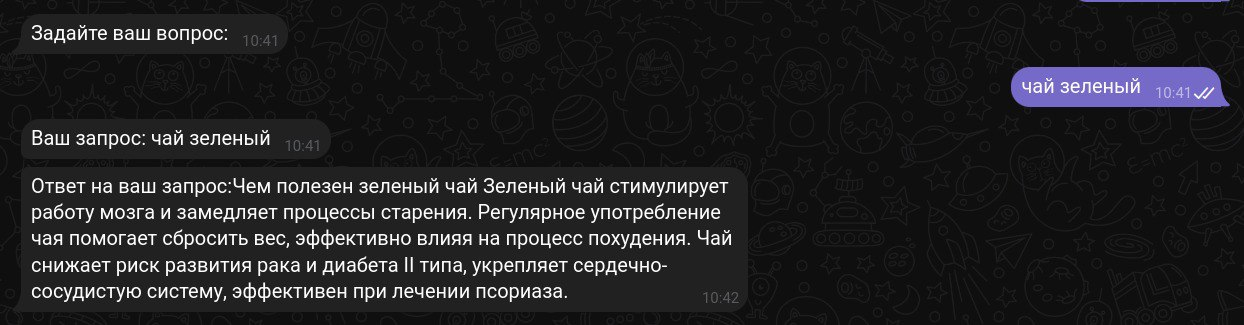 Задайте ваш вопрос: 10:41
чай зеленый 10:41
Ваш запрос: чай зеленый 10:41
Ответ на ваш запрос:Чем полезен зеленый чай Зеленый чай стимулирует
работу мозга и замедляет процессы старения. Регулярное употребление
чая помогает сбросить вес, эффективно влияя на процесс похудения. Чай
снижает риск развития рака и диабета II типа, укрепляет сердечно-
сосудистую систему, эффективен при лечении псориаза. 10:42